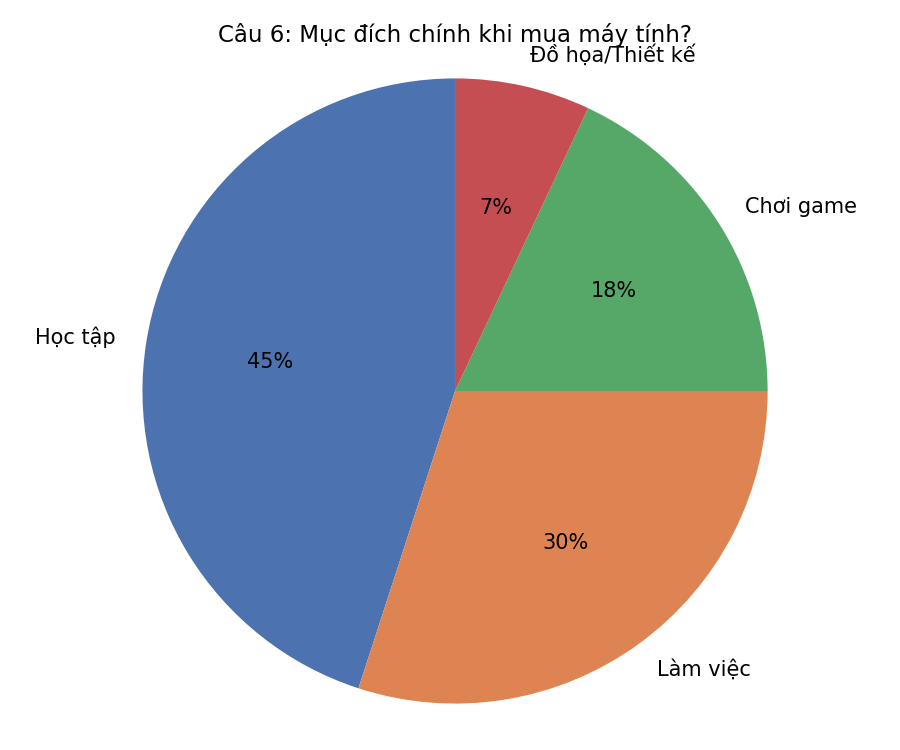 Câu 6: Mục đích chính khi mua máy tính?
Đồ họa/Thiết kế
7%
Chơi game
18%
Học tập
45%
30%
Làm việc